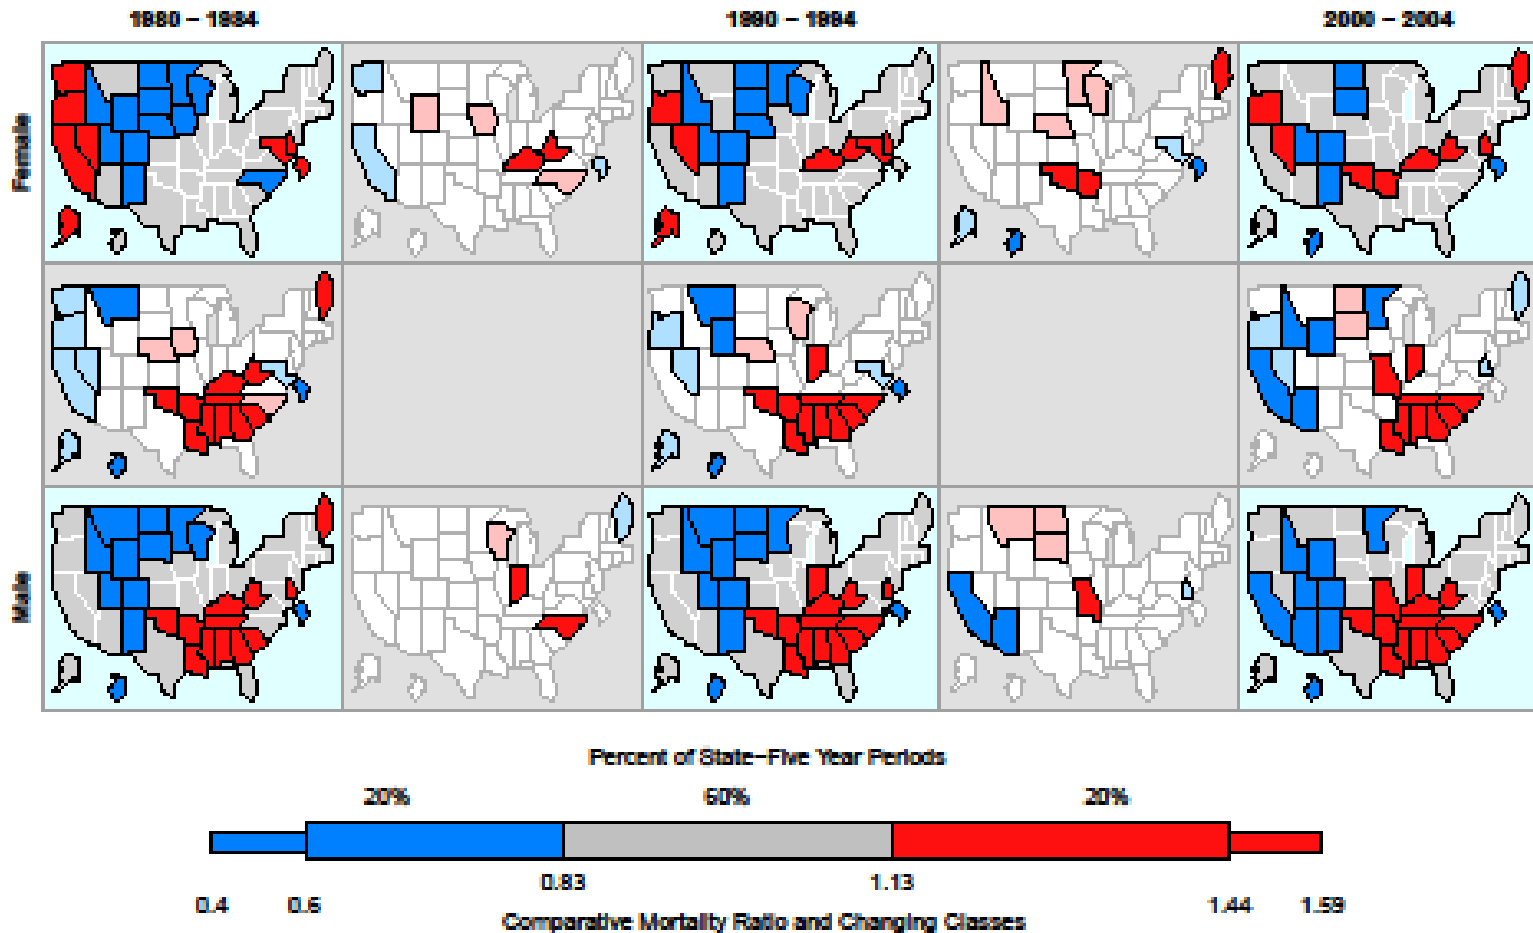 1980 – 1984
1990 – 1994
2000 – 2004
Female
Male
Percent of State–Five Year Periods
20%
60%
20%
0.83
1.13
0.4
0.6
1.44
1.59
Comparative Mortality Ratio and Changing Classes